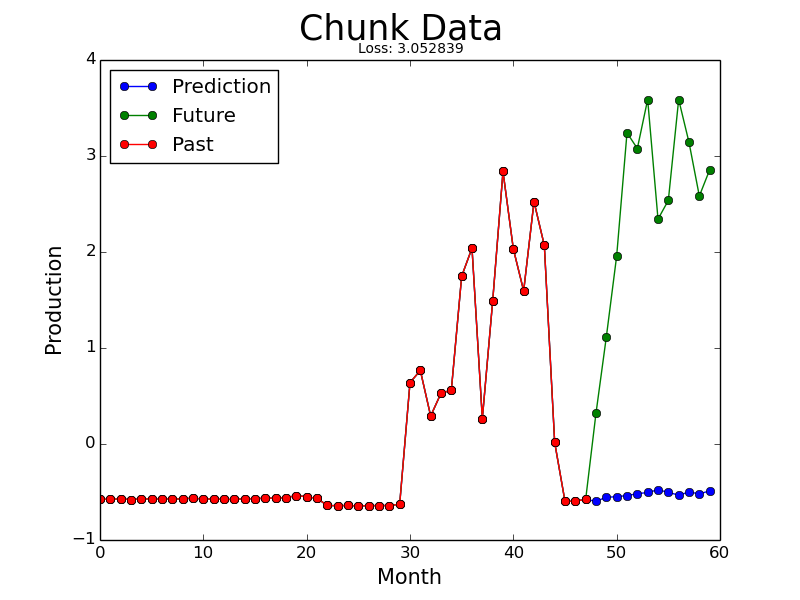 Chunk Data
Loss: 3.052839
Prediction
Future
Past
Production
4
3
2
1
0
−1
0 10 20 30 40 50 60
Month